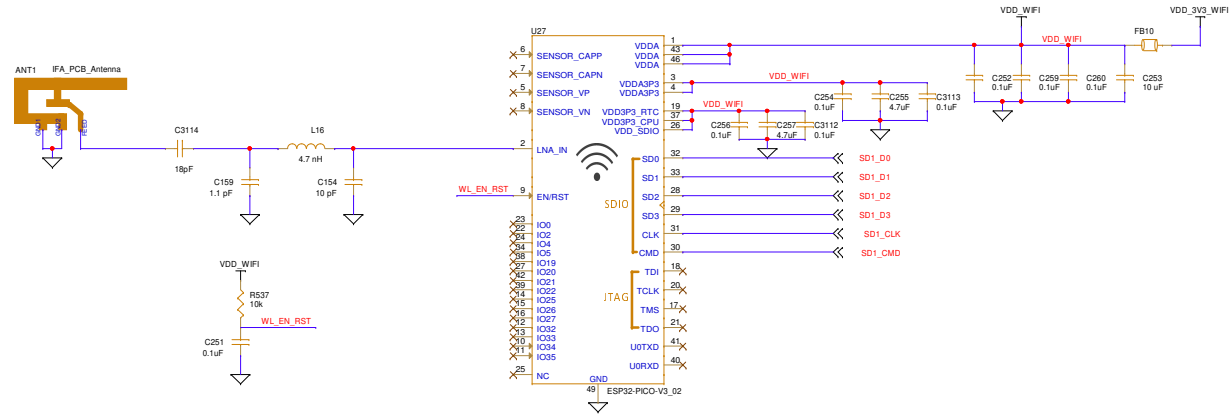 VDD_WIFI
VDD_3V3_WIFI
U27
VDD_WIFI
FB10
6
SENSOR_CAPP
VDDA
1
VDDA
43
VDDA
46
ANT1
IFA_PCB_Antenna
7
SENSOR_CAPN
C252
0.1uF
C259
0.1uF
C260
0.1uF
C253
10 uF
5
SENSOR_VP
VDDA3P3
3
VDDA3P3
4
VDD_WIFI
C254
0.1uF
C255
4.7uF
C3113
0.1uF
8
SENSOR_VN
VDD3P3_RTC
19
VDD3P3_CPU
37
VDD_SDIO
26
VDD_WIFI
C256
0.1uF
C257
4.7uF
C3112
0.1uF
GND1
GND2
FEED
C3114
18pF
L16
4.7 nH
2
LNA_IN
C159
1.1 pF
C154
10 pF
SD0
32
SD1_D0
SD1
33
SD1_D1
SD2
28
SD1_D2
SD3
29
SD1_D3
CLK
31
SD1_CLK
CMD
30
SD1_CMD
SDIO
WL_EN_RST
9
EN/RST
23
IO0
22
IO2
24
IO4
34
IO5
38
IO19
27
IO20
42
IO21
39
IO22
14
IO25
15
IO26
16
IO27
12
IO32
13
IO33
10
IO34
11
IO35
25
NC
TDI
18
TCLK
20
JTAG
TMS
17
TDO
21
U0TXD
41
U0RXD
40
GND
49
ESP32-PICO-V3_02
VDD_WIFI
R537
10k
WL_EN_RST
C251
0.1uF